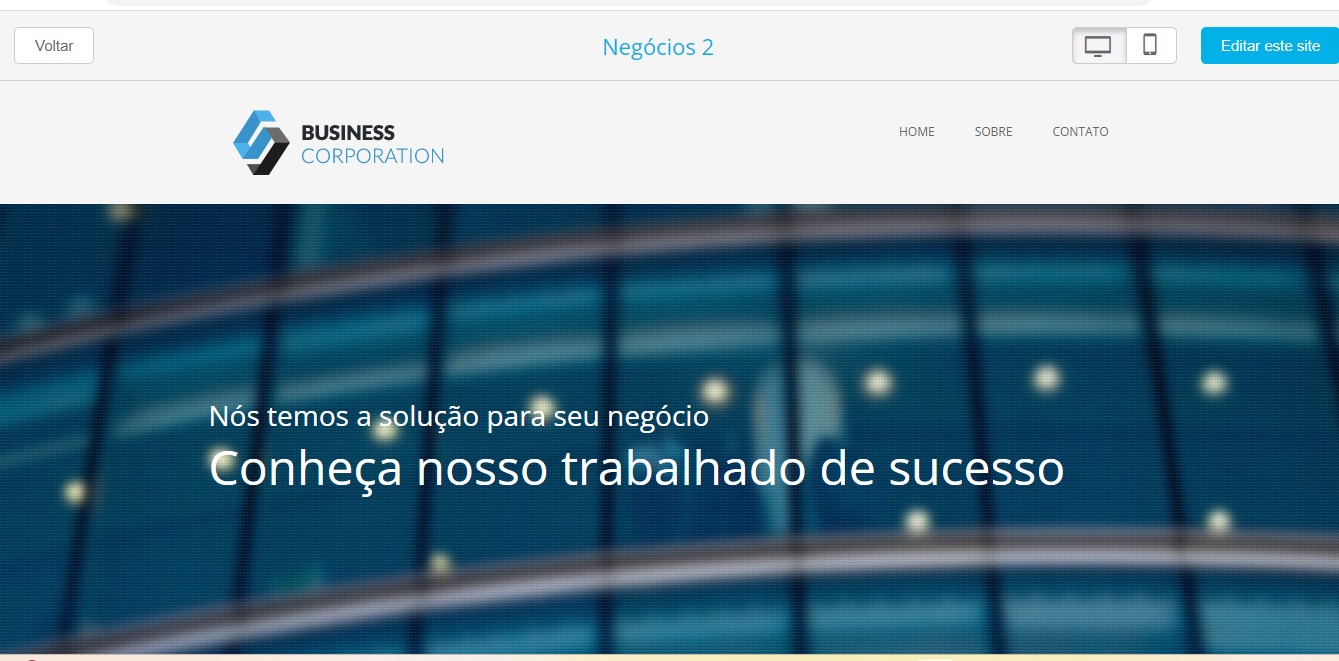 Voltar
Negócios 2
Editar este site
BUSINESS
CORPORATION
HOME
SOBRE
CONTATO
Nós temos a solução para seu negócio
Conheça nosso trabalhado de sucesso